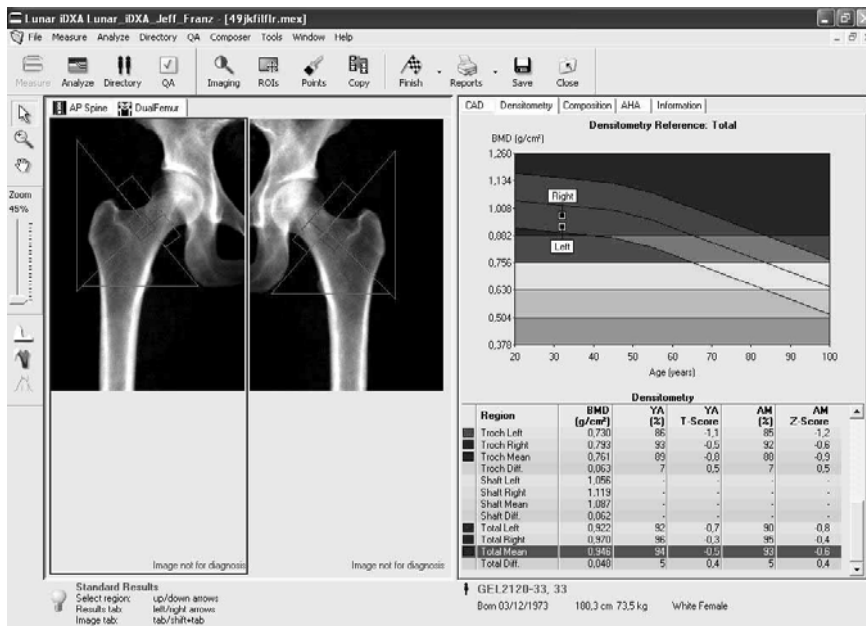 Lunar iDXA Lunar_iDXA_Jeff_Franz - [49jkfilflr.mex]
File Measure Analyze Directory QA Composer Tools Window Help
Measure Analyze Directory QA Imaging ROIs Points Copy Finish Reports Save Close
AP Spine DualFemur
CAD Densitometry Composition AHA Information
Zoom
45%
Image not for diagnosis
Image not for diagnosis
Densitometry Reference: Total
BMD (g/cm²)
1,260
1,134
1,008
0,882
0,756
0,630
0,504
0,378
Right
Left
20 30 40 50 60 70 80 90 100
Age (years)
Densitometry
Region BMD (g/cm²) YA (%) YA T-Score AM (%) AM Z-Score
Troch Left 0,730 86 -1,1 85 -1,2
Troch Right 0,793 93 -0,5 92 -0,6
Troch Mean 0,761 89 -0,8 88 -0,9
Troch Diff. 0,063 7 0,5 7 0,5
Shaft Left 1,056 - - - -
Shaft Right 1,119 - - - -
Shaft Mean 1,087 - - - -
Shaft Diff. 0,062 - - - -
Total Left 0,922 92 -0,7 90 -0,8
Total Right 0,970 96 -0,3 95 -0,4
Total Mean 0,946 94 -0,5 93 -0,6
Total Diff. 0,048 5 0,4 5 0,4
Standard Results
Select region: up/down arrows
Results tab: left/right arrows
Image tab: tab/shift+tab
GEL2120-33, 33
Born 03/12/1973 180,3 cm 73,5 kg White Female